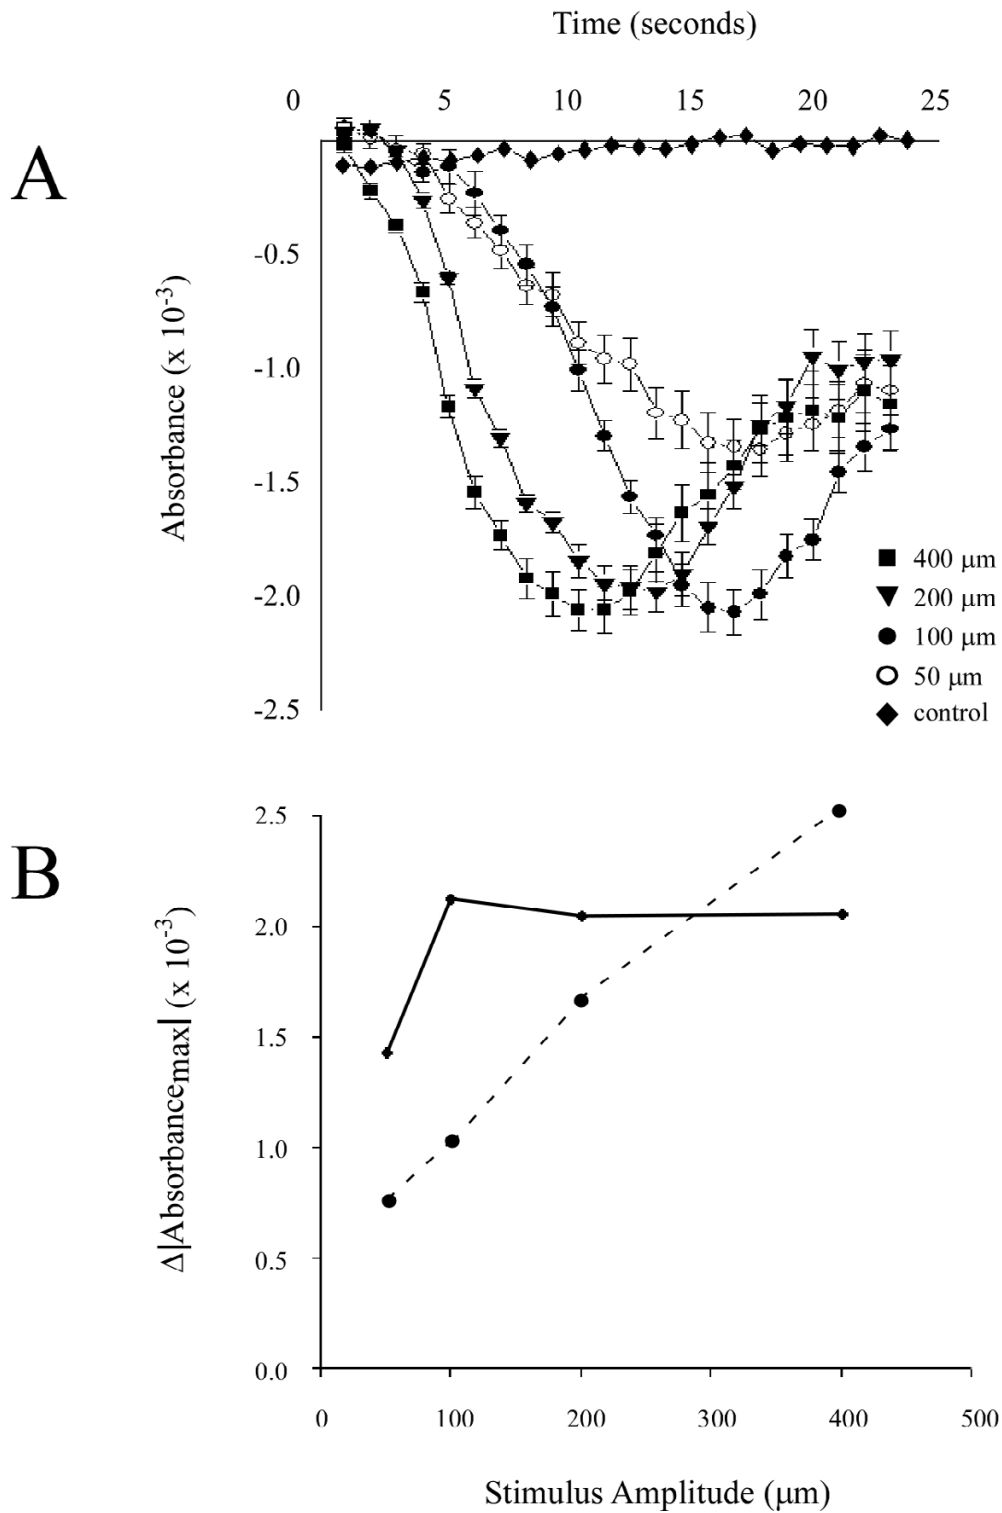 Time (seconds)
0 5 10 15 20 25
A
-0.5
-1.0
-1.5
-2.0
-2.5
Absorbance (x 10-3)
400 µm
200 µm
100 µm
50 µm
control
B
2.5
2.0
1.5
1.0
0.5
0.0
Δ|Absorbancemax| (x 10-3)
0 100 200 300 400 500
Stimulus Amplitude (µm)